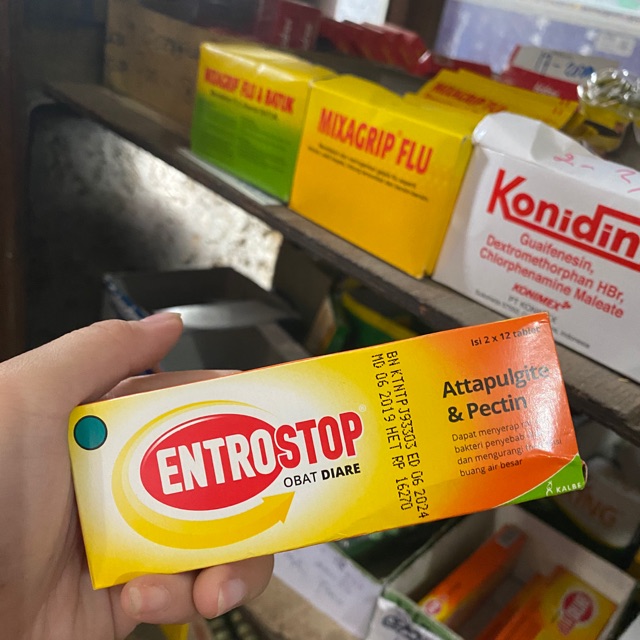 MIXAGRIP FLU & BATUK
MIXAGRIP FLU
MIXAGRIP FLU
Konidin
Guaifenesin,
Dextromethorphan HBr,
Chlorphenamine Maleate
KONIMEX
Isi 2 x 12 tablet
ENTROSTOP
OBAT DIARE
BN KTNTPJ93303 ED 06 2024
MD 06 2019 HET RP 16270
Attapulgite
& Pectin
Dapat menyerap
bakteri penyebab
dan mengurangi
buang air besar
KALBE